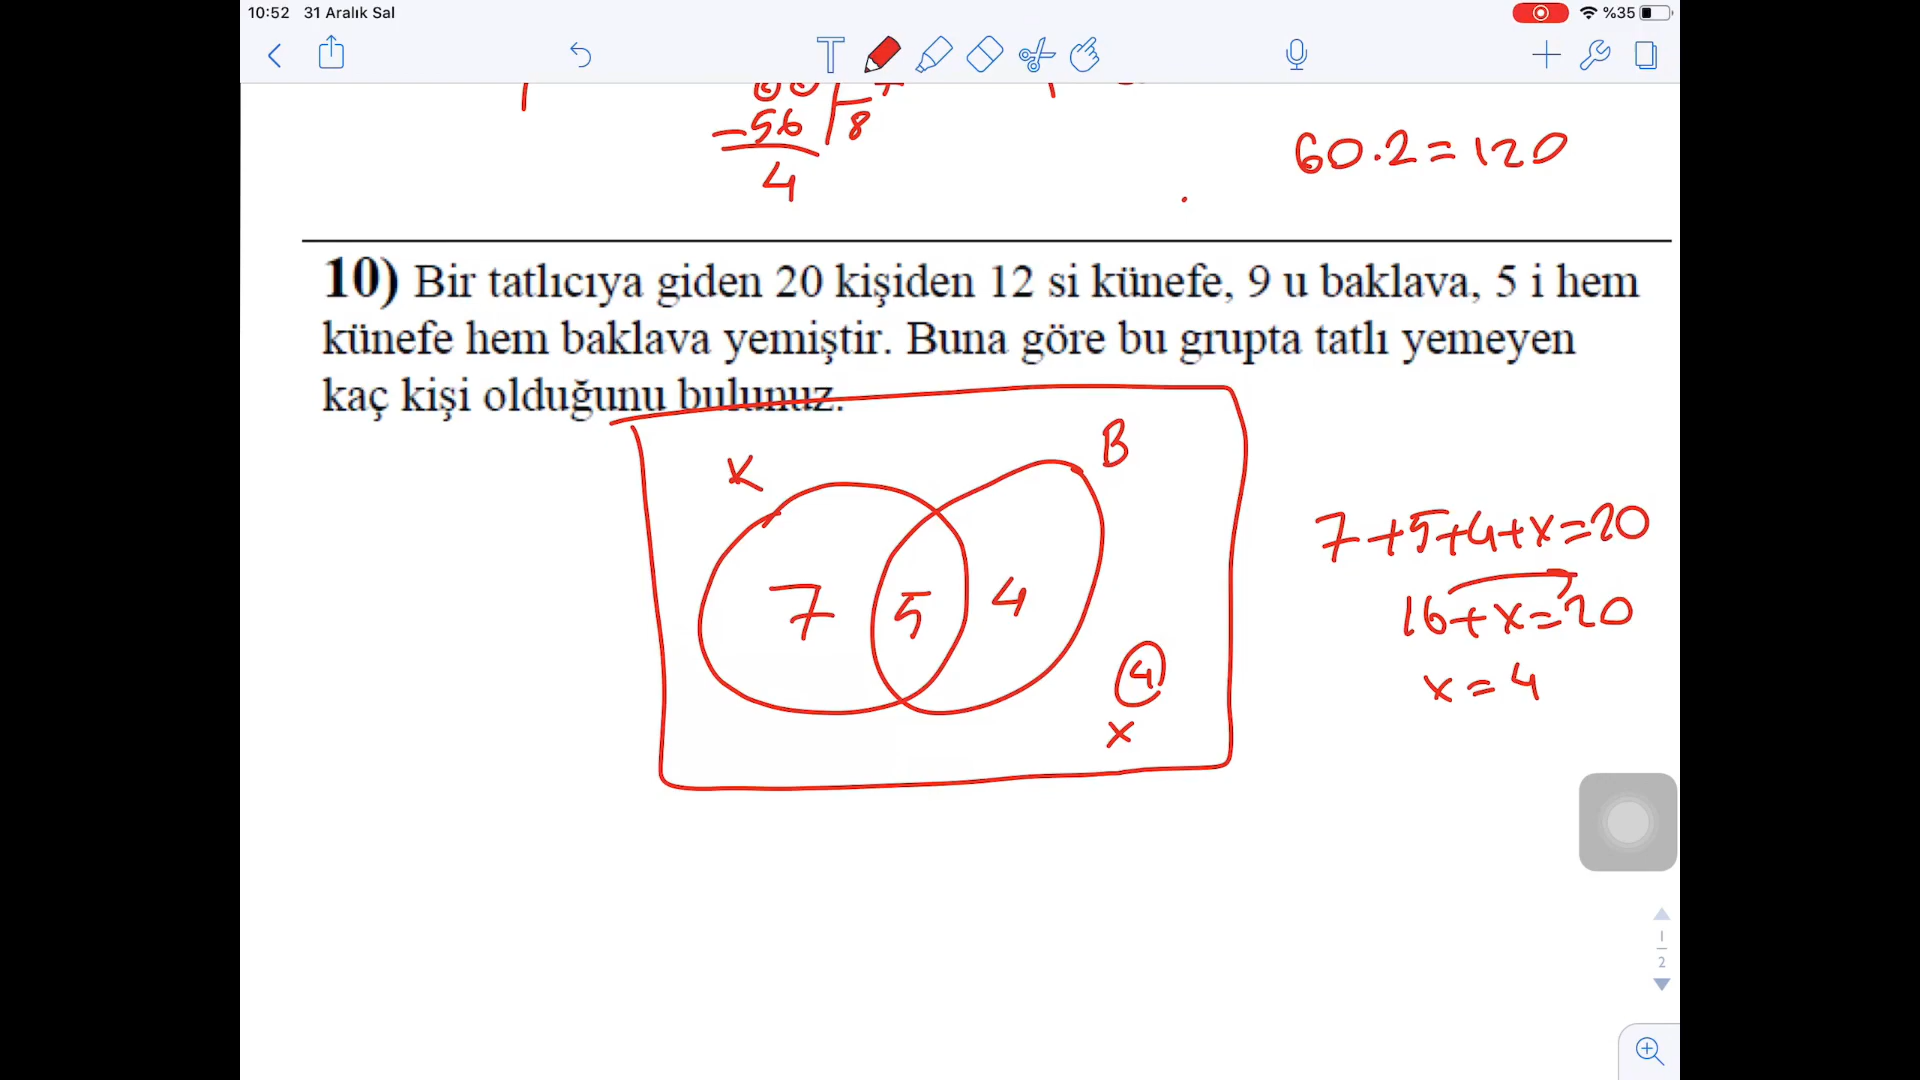 10:52 31 Aralık Sal
%35
T
-56
8
4
60.2=120
10) Bir tatlıcıya giden 20 kişiden 12 si künefe, 9 u baklava, 5 i hem
künefe hem baklava yemiştir. Buna göre bu grupta tatlı yemeyen
kaç kişi olduğunu bulunuz.
K
B
7 5 4
4
x
7+5+4+x=20
16+x=20
x=4
1
2